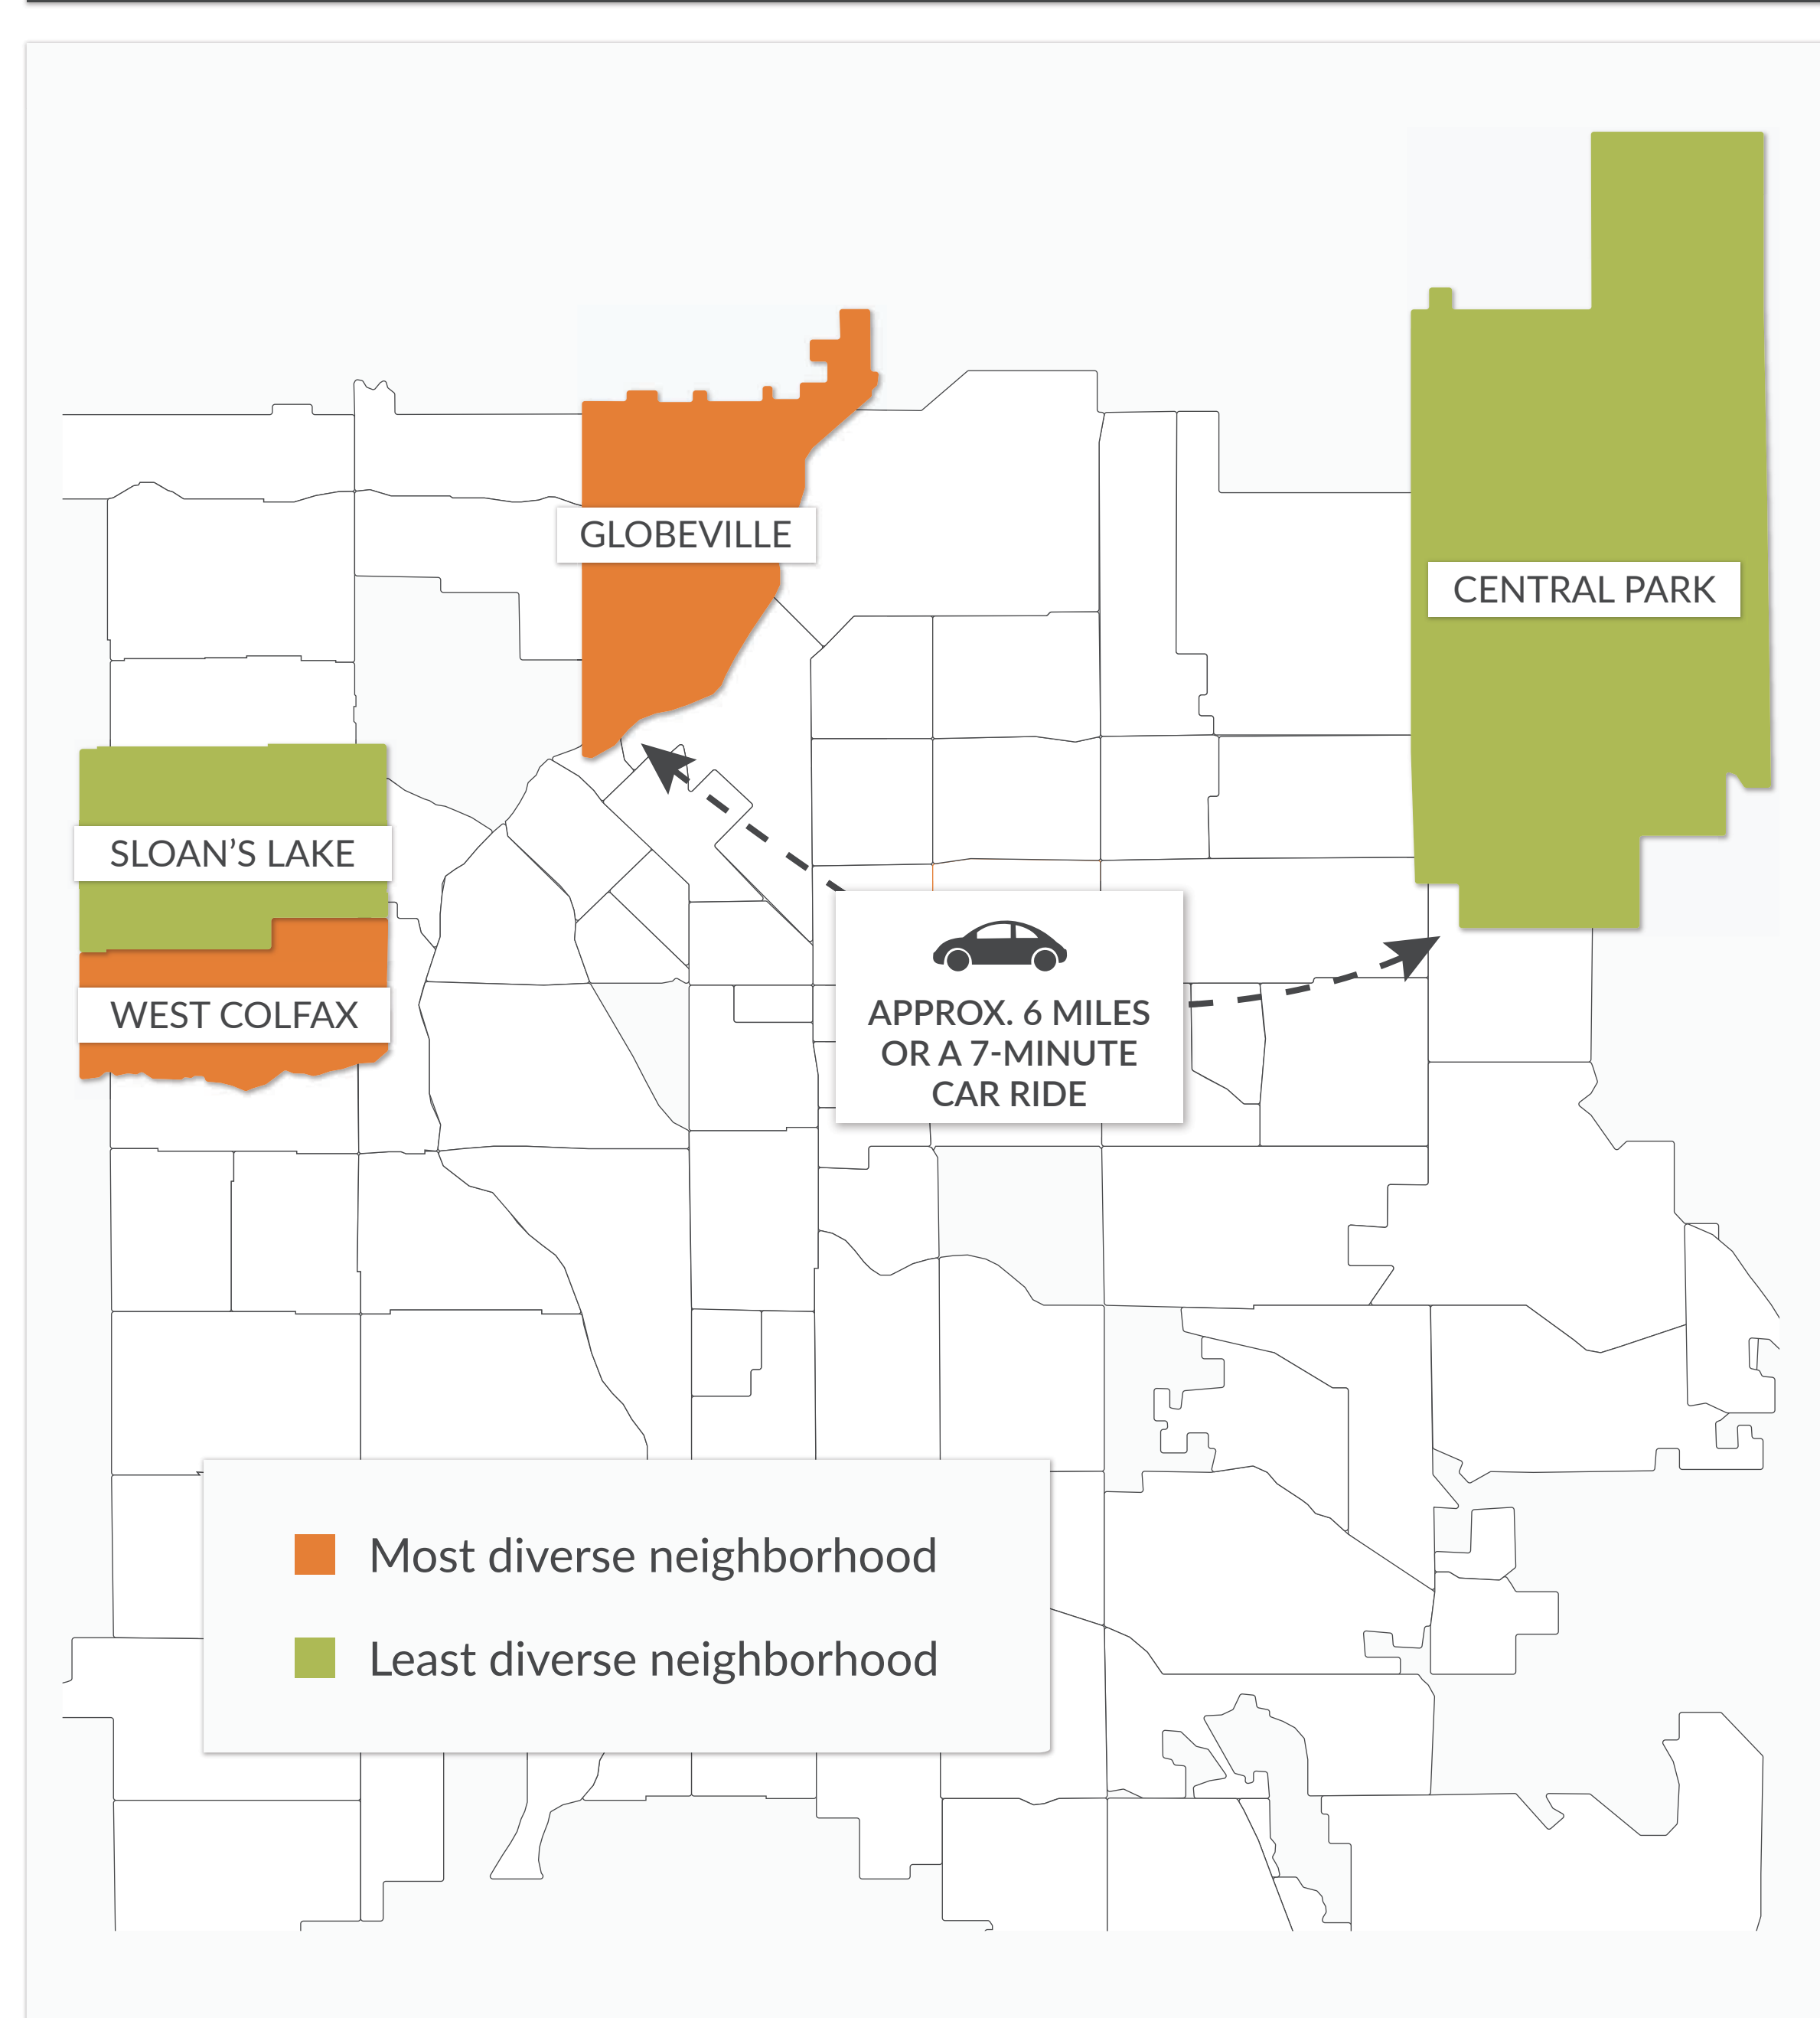 GLOBEVILLE
CENTRAL PARK
SLOAN’S LAKE
WEST COLFAX
APPROX. 6 MILES
OR A 7-MINUTE
CAR RIDE
Most diverse neighborhood
Least diverse neighborhood